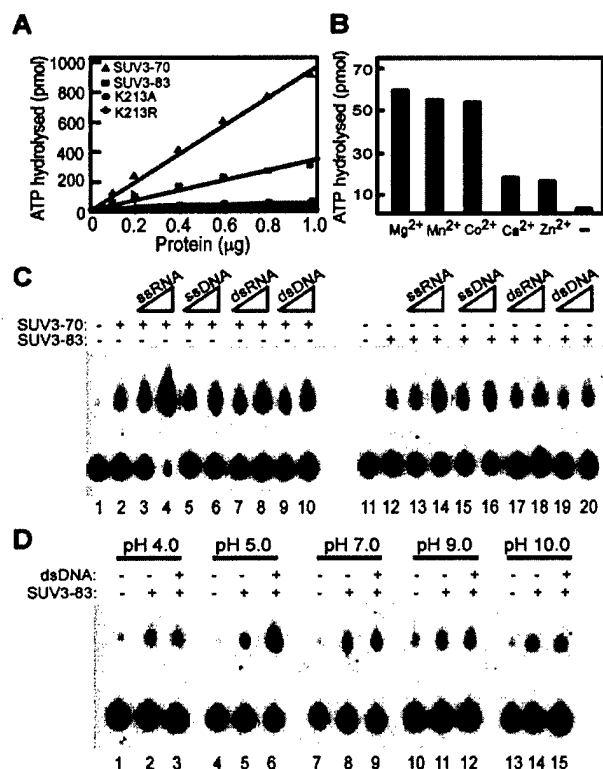 A
ATP hydrolysed (pmol)
1000
800
600
400
200
0
SUV3-70
SUV3-83
K213A
K213R
0 0.2 0.4 0.6 0.8 1.0
Protein (µg)
B
ATP hydrolysed (pmol)
70
50
30
10
Mg2+ Mn2+ Co2+ Ca2+ Zn2+ –
C
ssRNA ssDNA dsRNA dsDNA ssRNA ssDNA dsRNA dsDNA
SUV3-70: - + + + + + + + + + - - - - - - - - - -
SUV3-83: - - - - - - - - - - - + + + + + + + + +
1 2 3 4 5 6 7 8 9 10 11 12 13 14 15 16 17 18 19 20
D
pH 4.0 pH 5.0 pH 7.0 pH 9.0 pH 10.0
dsDNA: - - + - - + - - + - - + - - +
SUV3-83: - + + - + + - + + - + + - + +
1 2 3 4 5 6 7 8 9 10 11 12 13 14 15